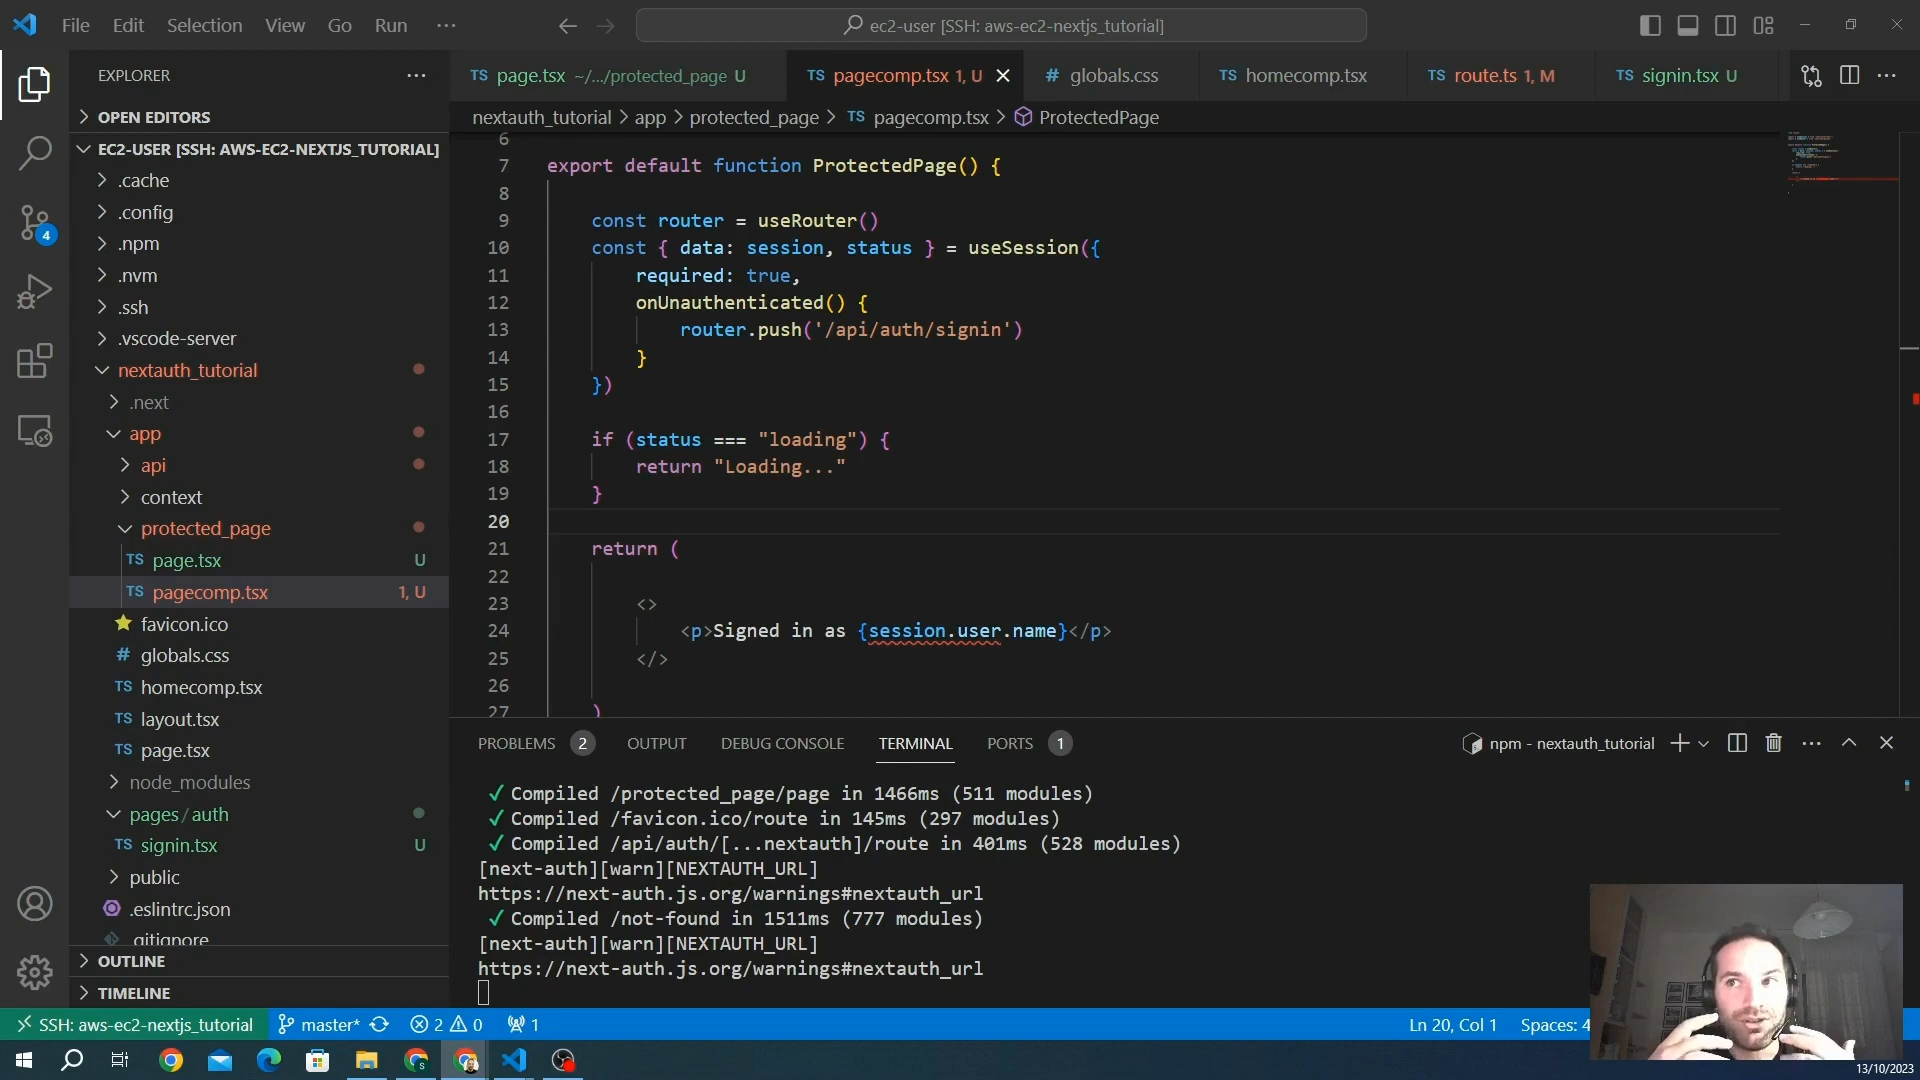 File Edit Selection View Go Run ···
ec2-user [SSH: aws-ec2-nextjs_tutorial]
EXPLORER
OPEN EDITORS
EC2-USER [SSH: AWS-EC2-NEXTJS_TUTORIAL]
.cache
.config
.npm
.nvm
.ssh
.vscode-server
nextauth_tutorial
.next
app
api
context
protected_page
TS page.tsx U
TS pagecomp.tsx 1, U
favicon.ico
# globals.css
TS homecomp.tsx
TS layout.tsx
TS page.tsx
node_modules
pages / auth
TS signin.tsx U
public
.eslintrc.json
.gitignore
OUTLINE
TIMELINE
4
TS page.tsx ~/.../protected_page U
TS pagecomp.tsx 1, U
# globals.css
TS homecomp.tsx
TS route.ts 1, M
TS signin.tsx U
nextauth_tutorial > app > protected_page > TS pagecomp.tsx > ProtectedPage
6
7 export default function ProtectedPage() {
8
9 const router = useRouter()
10 const { data: session, status } = useSession({
11 required: true,
12 onUnauthenticated() {
13 router.push('/api/auth/signin')
14 }
15 })
16
17 if (status === "loading") {
18 return "Loading..."
19 }
20
21 return (
22
23 <>
24 <p>Signed in as {session.user.name}</p>
25 </>
26
27 )
PROBLEMS 2 OUTPUT DEBUG CONSOLE TERMINAL PORTS 1
npm - nextauth_tutorial
✓ Compiled /protected_page/page in 1466ms (511 modules)
✓ Compiled /favicon.ico/route in 145ms (297 modules)
✓ Compiled /api/auth/[...nextauth]/route in 401ms (528 modules)
[next-auth][warn][NEXTAUTH_URL]
https://next-auth.js.org/warnings#nextauth_url
✓ Compiled /not-found in 1511ms (777 modules)
[next-auth][warn][NEXTAUTH_URL]
https://next-auth.js.org/warnings#nextauth_url
SSH: aws-ec2-nextjs_tutorial master* 2 0 1
Ln 20, Col 1 Spaces: 4
13/10/2023